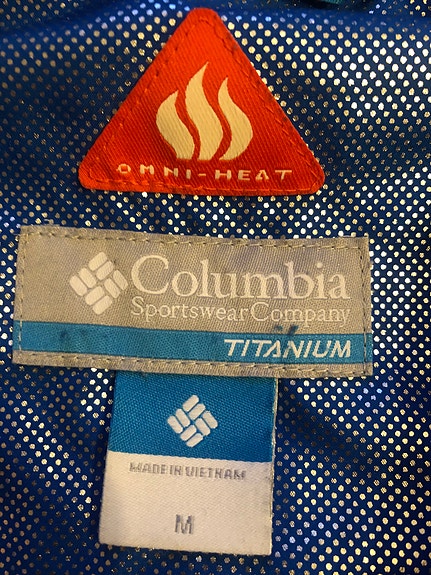 OMNI-HEAT
Columbia
Sportswear Company
TITANIUM
MADE IN VIETNAM
M